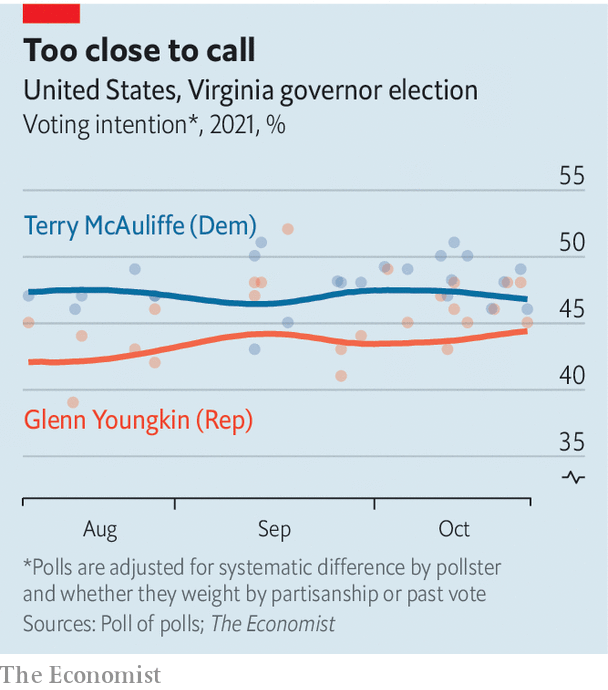 Too close to call
United States, Virginia governor election
Voting intention*, 2021, %
55
Terry McAuliffe (Dem)
50
45
40
Glenn Youngkin (Rep)
35
Aug Sep Oct
*Polls are adjusted for systematic difference by pollster
and whether they weight by partisanship or past vote
Sources: Poll of polls; The Economist
The Economist